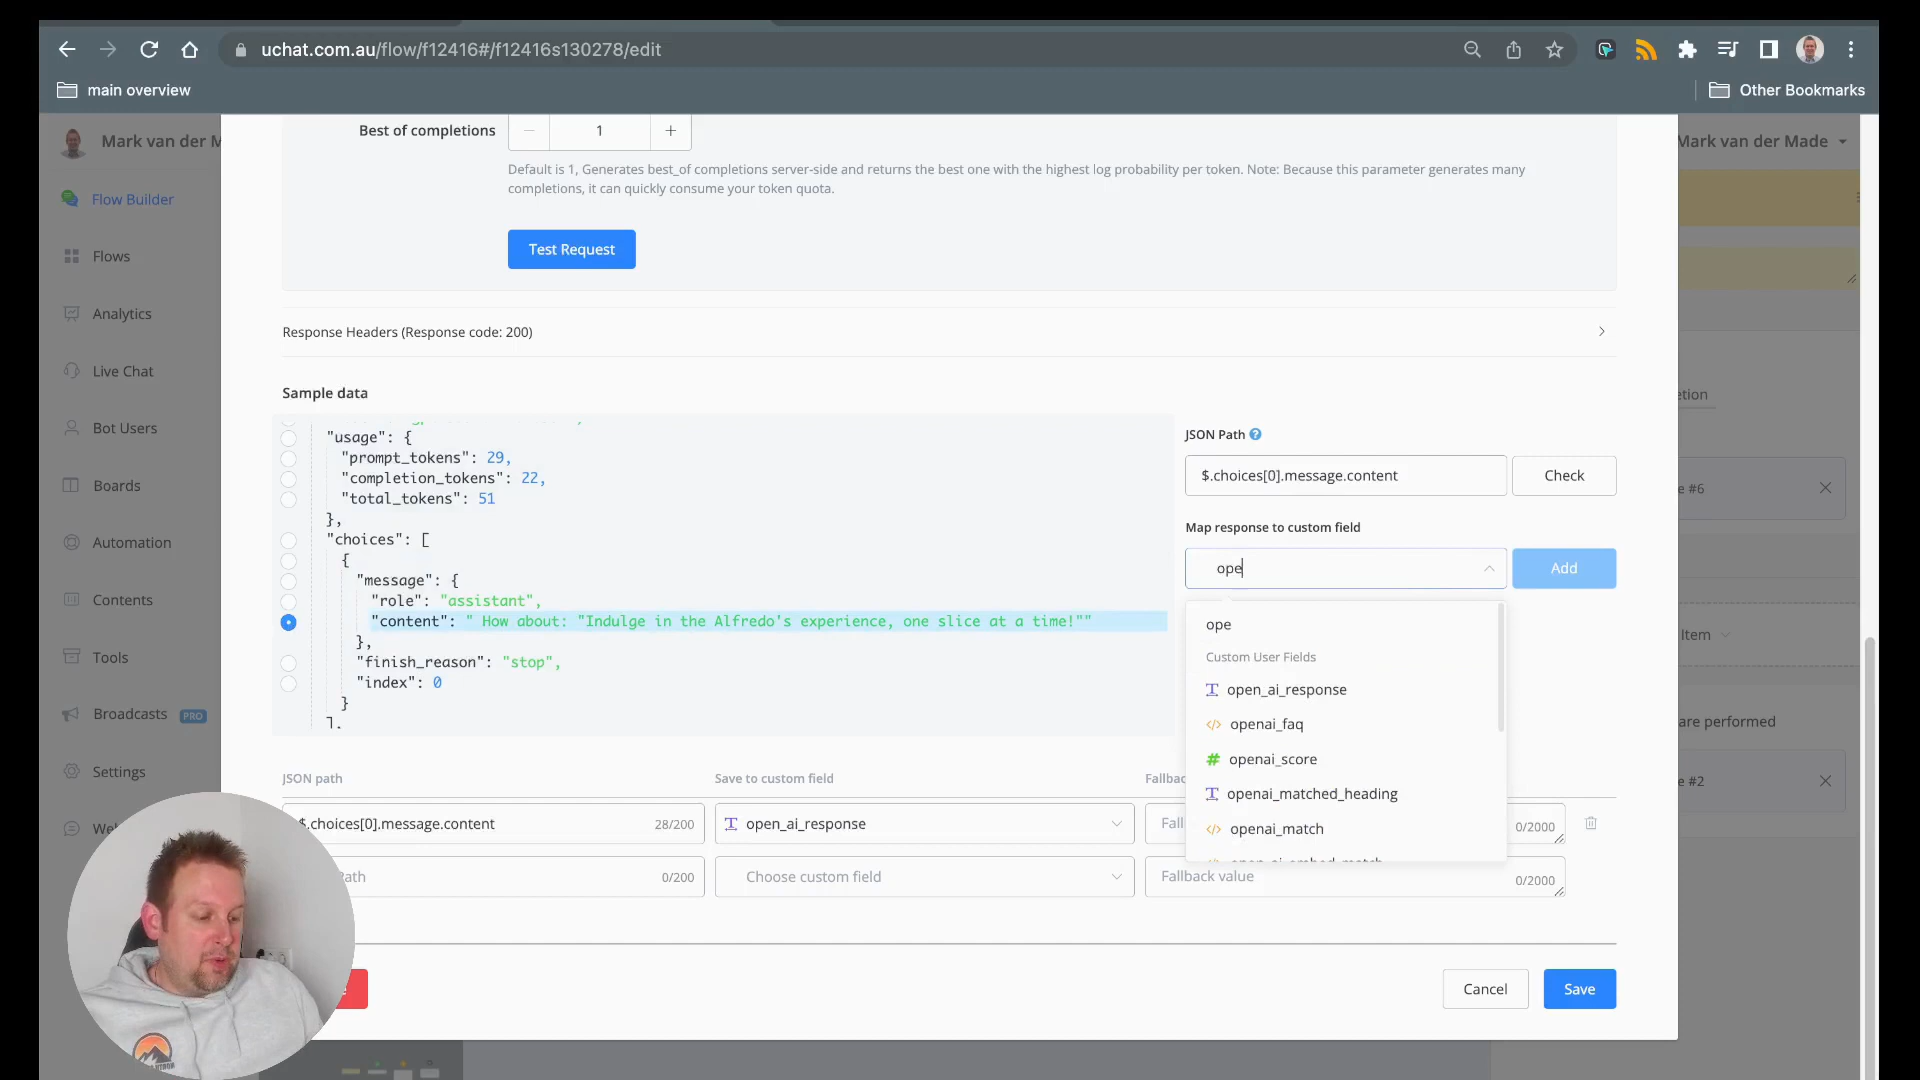 uchat.com.au/flow/f12416#/f12416s130278/edit
main overview
Other Bookmarks
Mark van der M
Mark van der Made
Flow Builder
Flows
Analytics
Live Chat
Bot Users
Boards
Automation
Contents
Tools
Broadcasts PRO
Settings
We
Best of completions
1
Default is 1, Generates best_of completions server-side and returns the best one with the highest log probability per token. Note: Because this parameter generates many
completions, it can quickly consume your token quota.
Test Request
Response Headers (Response code: 200)
Sample data
"usage": {
"prompt_tokens": 29,
"completion_tokens": 22,
"total_tokens": 51
},
"choices": [
{
"message": {
"role": "assistant",
"content": " How about: "Indulge in the Alfredo's experience, one slice at a time!""
},
"finish_reason": "stop",
"index": 0
}
],
JSON Path
$.choices[0].message.content
Check
Map response to custom field
ope
Add
ope
Custom User Fields
open_ai_response
openai_faq
openai_score
openai_matched_heading
openai_match
open_ai_embed_match
JSON path
Save to custom field
Fallbac
$.choices[0].message.content
28/200
open_ai_response
Fall
0/2000
Path
0/200
Choose custom field
Fallback value
0/2000
Cancel
Save
etion
e #6
Item
are performed
e #2